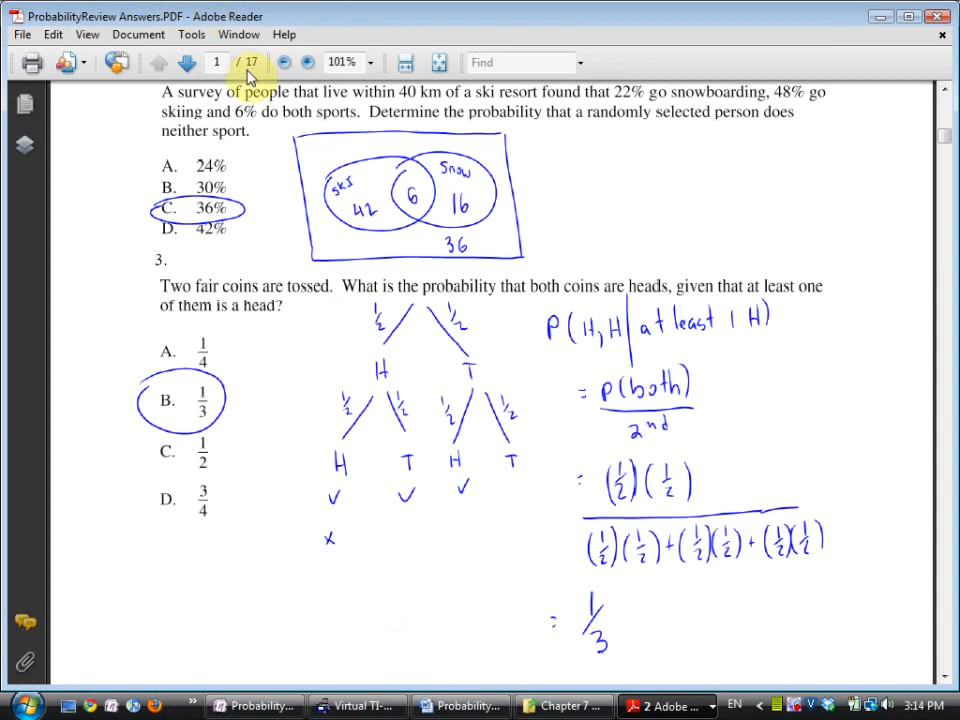 ProbabilityReview Answers.PDF - Adobe Reader
File Edit View Document Tools Window Help
1 / 17 101% Find
A survey of people that live within 40 km of a ski resort found that 22% go snowboarding, 48% go
skiing and 6% do both sports. Determine the probability that a randomly selected person does
neither sport.
A. 24%
B. 30%
C. 36%
D. 42%
SKI Snow
42 6 16
36
3.
Two fair coins are tossed. What is the probability that both coins are heads, given that at least one
of them is a head?
A. 1/4
B. 1/3
C. 1/2
D. 3/4
1/2 1/2
H T
1/2 1/2 1/2 1/2
H T H T
✓ ✓ ✓
x
P(H,H | at least 1 H)
= P(both)
2nd
= (1/2)(1/2)
(1/2)(1/2)+(1/2)(1/2)+(1/2)(1/2)
= 1/3
Probability... Virtual TI-... Probability... Chapter 7 ... 2 Adobe ... EN 3:14 PM